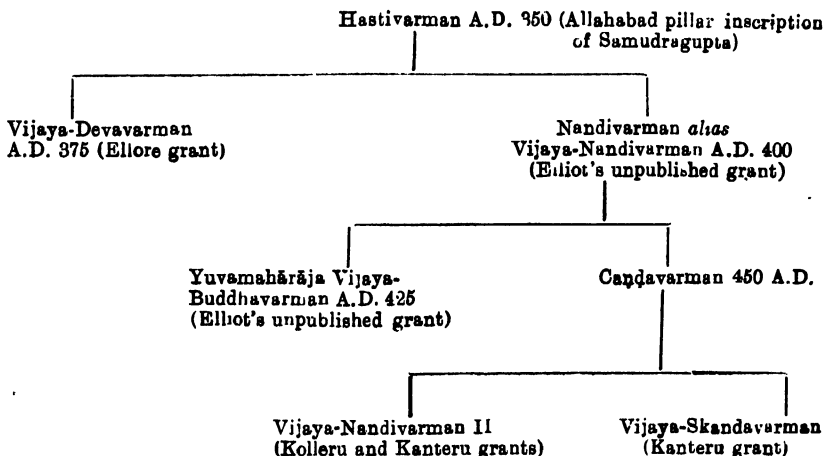 Hastivarman A.D. 350 (Allahabad pillar inscription
of Samudragupta)
Vijaya-Devavarman
A.D. 375 (Ellore grant)
Nandivarman alias
Vijaya-Nandivarman A.D. 400
(Elliot's unpublished grant)
Yuvamahārāja Vijaya-
Buddhavarman A.D. 425
(Elliot's unpublished grant)
Caṇḍavarman 450 A.D.
Vijaya-Nandivarman II
(Kolleru and Kanteru grants)
Vijaya-Skandavarman
(Kanteru grant)